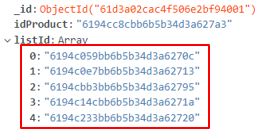 _id: ObjectId("61d3a02cac4f506e2bf94001")
idProduct: "6194cc8cbb6b5b34d3a627a3"
listId: Array
0: "6194c059bb6b5b34d3a6270c"
1: "6194c0e7bb6b5b34d3a62713"
2: "6194cbb3bb6b5b34d3a62795"
3: "6194c14cbb6b5b34d3a6271a"
4: "6194c233bb6b5b34d3a62720"